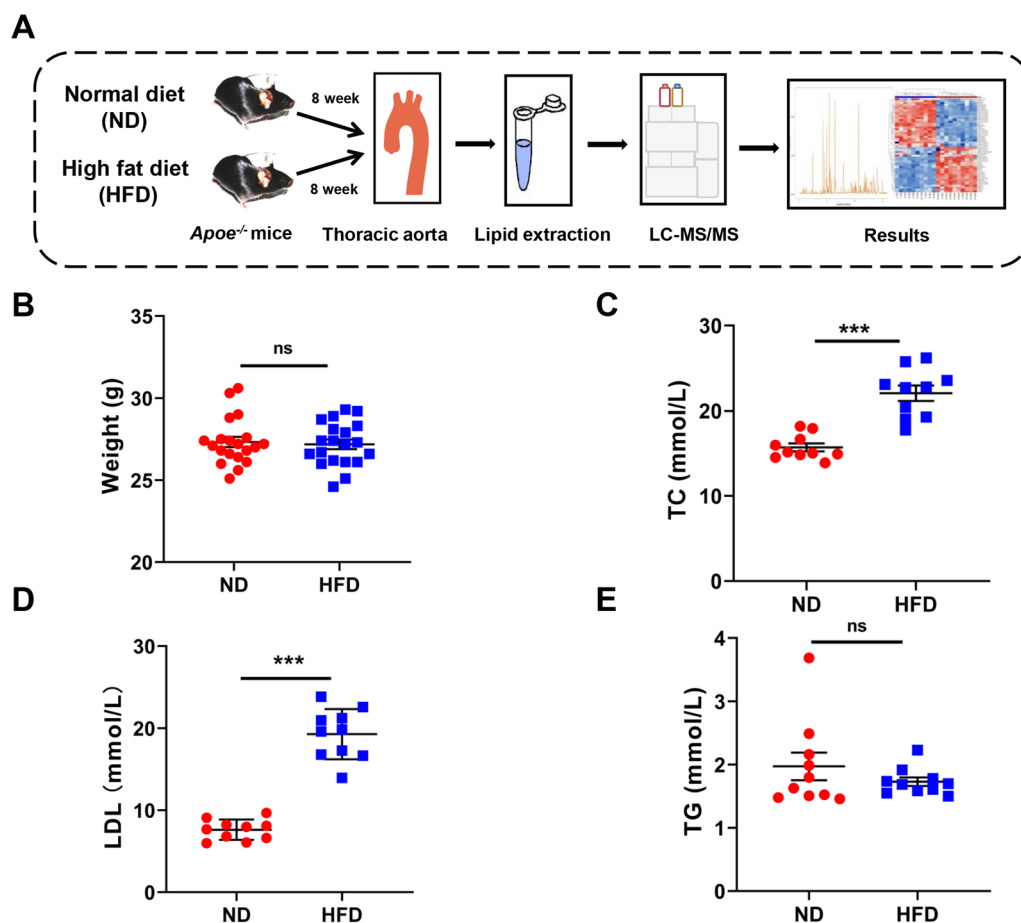 A
Normal diet
(ND)
8 week
High fat diet
(HFD)
8 week
Apoe-/- mice
Thoracic aorta
Lipid extraction
LC-MS/MS
Results
B
35
30
25
20
Weight (g)
ns
ND
HFD
C
30
20
10
0
TC (mmol/L)
***
ND
HFD
D
30
20
10
0
LDL (mmol/L)
***
ND
HFD
E
4
3
2
1
0
TG (mmol/L)
ns
ND
HFD